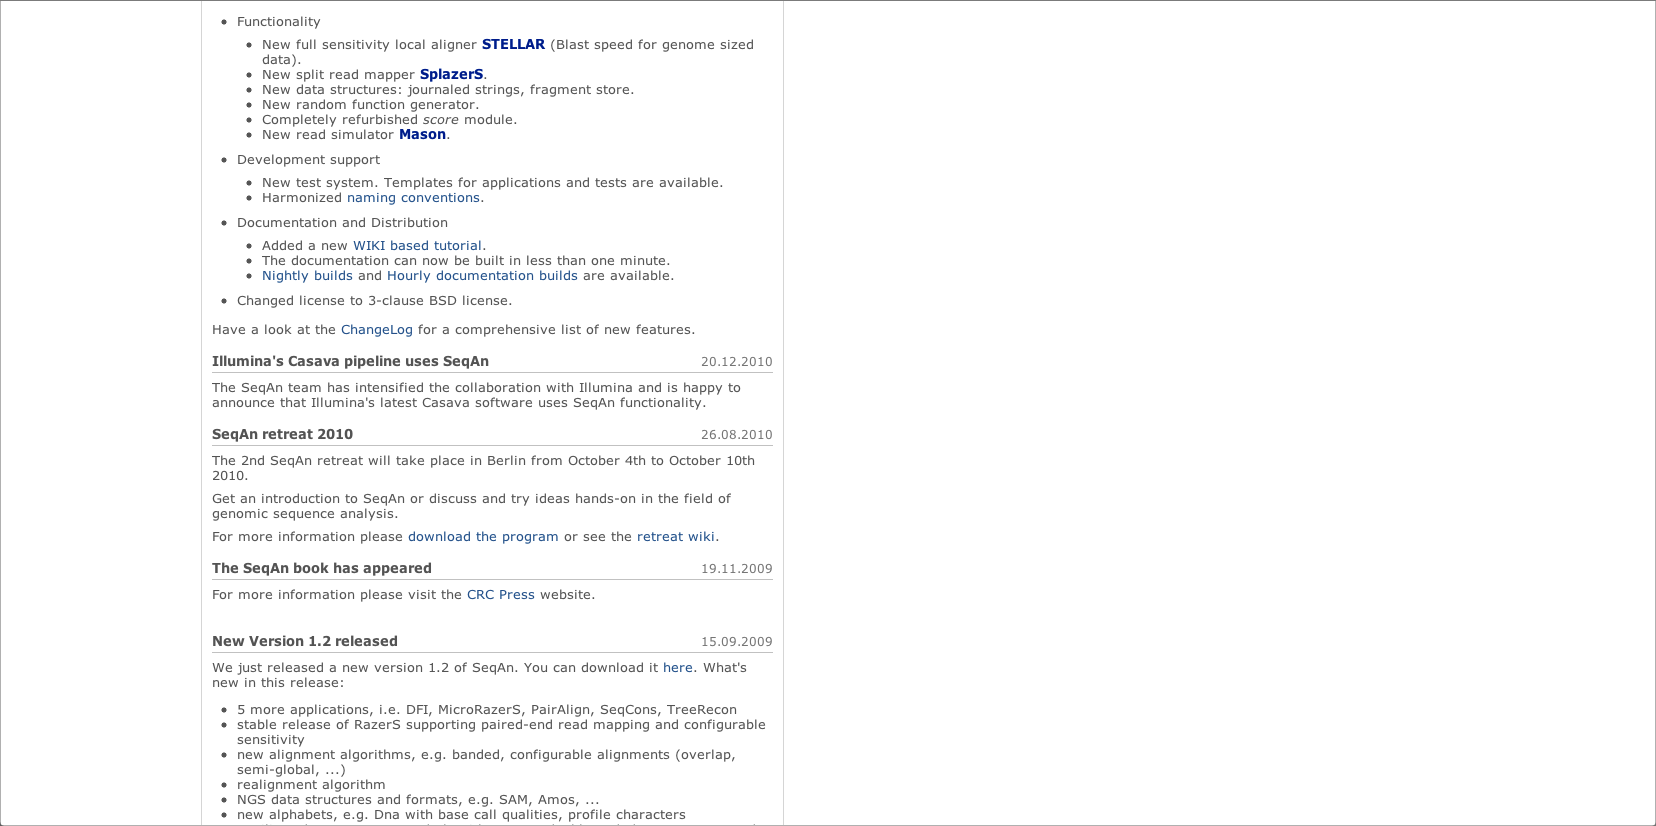 Functionality
New full sensitivity local aligner STELLAR (Blast speed for genome sized
data).
New split read mapper SplazerS.
New data structures: journaled strings, fragment store.
New random function generator.
Completely refurbished score module.
New read simulator Mason.
Development support
New test system. Templates for applications and tests are available.
Harmonized naming conventions.
Documentation and Distribution
Added a new WIKI based tutorial.
The documentation can now be built in less than one minute.
Nightly builds and Hourly documentation builds are available.
Changed license to 3-clause BSD license.
Have a look at the ChangeLog for a comprehensive list of new features.
Illumina's Casava pipeline uses SeqAn 20.12.2010
The SeqAn team has intensified the collaboration with Illumina and is happy to
announce that Illumina's latest Casava software uses SeqAn functionality.
SeqAn retreat 2010 26.08.2010
The 2nd SeqAn retreat will take place in Berlin from October 4th to October 10th
2010.
Get an introduction to SeqAn or discuss and try ideas hands-on in the field of
genomic sequence analysis.
For more information please download the program or see the retreat wiki.
The SeqAn book has appeared 19.11.2009
For more information please visit the CRC Press website.
New Version 1.2 released 15.09.2009
We just released a new version 1.2 of SeqAn. You can download it here. What's
new in this release:
5 more applications, i.e. DFI, MicroRazerS, PairAlign, SeqCons, TreeRecon
stable release of RazerS supporting paired-end read mapping and configurable
sensitivity
new alignment algorithms, e.g. banded, configurable alignments (overlap,
semi-global, ...)
realignment algorithm
NGS data structures and formats, e.g. SAM, Amos, ...
new alphabets, e.g. Dna with base call qualities, profile characters